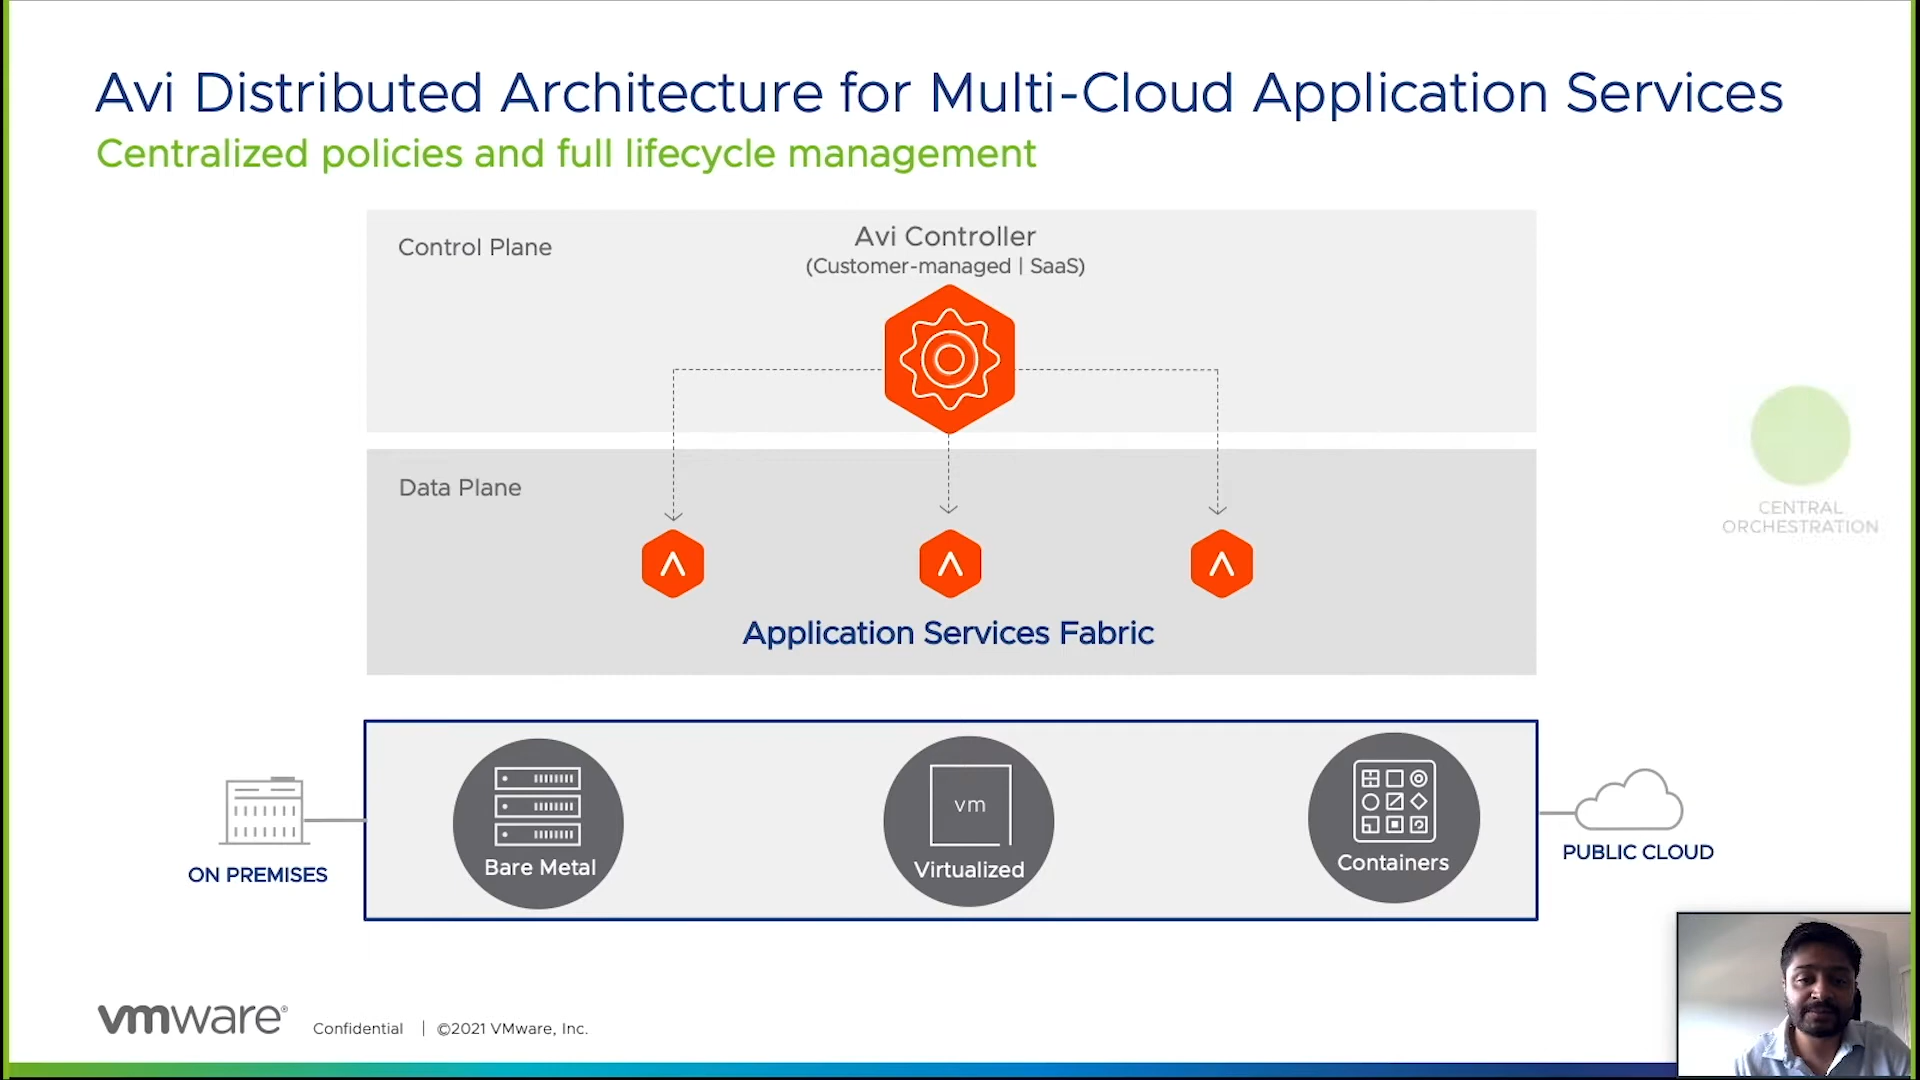 Avi Distributed Architecture for Multi-Cloud Application Services
Centralized policies and full lifecycle management
Control Plane
Avi Controller
(Customer-managed | SaaS)
Data Plane
Application Services Fabric
CENTRAL
ORCHESTRATION
Bare Metal
vm
Virtualized
Containers
ON PREMISES
PUBLIC CLOUD
vmware®
Confidential | ©2021 VMware, Inc.